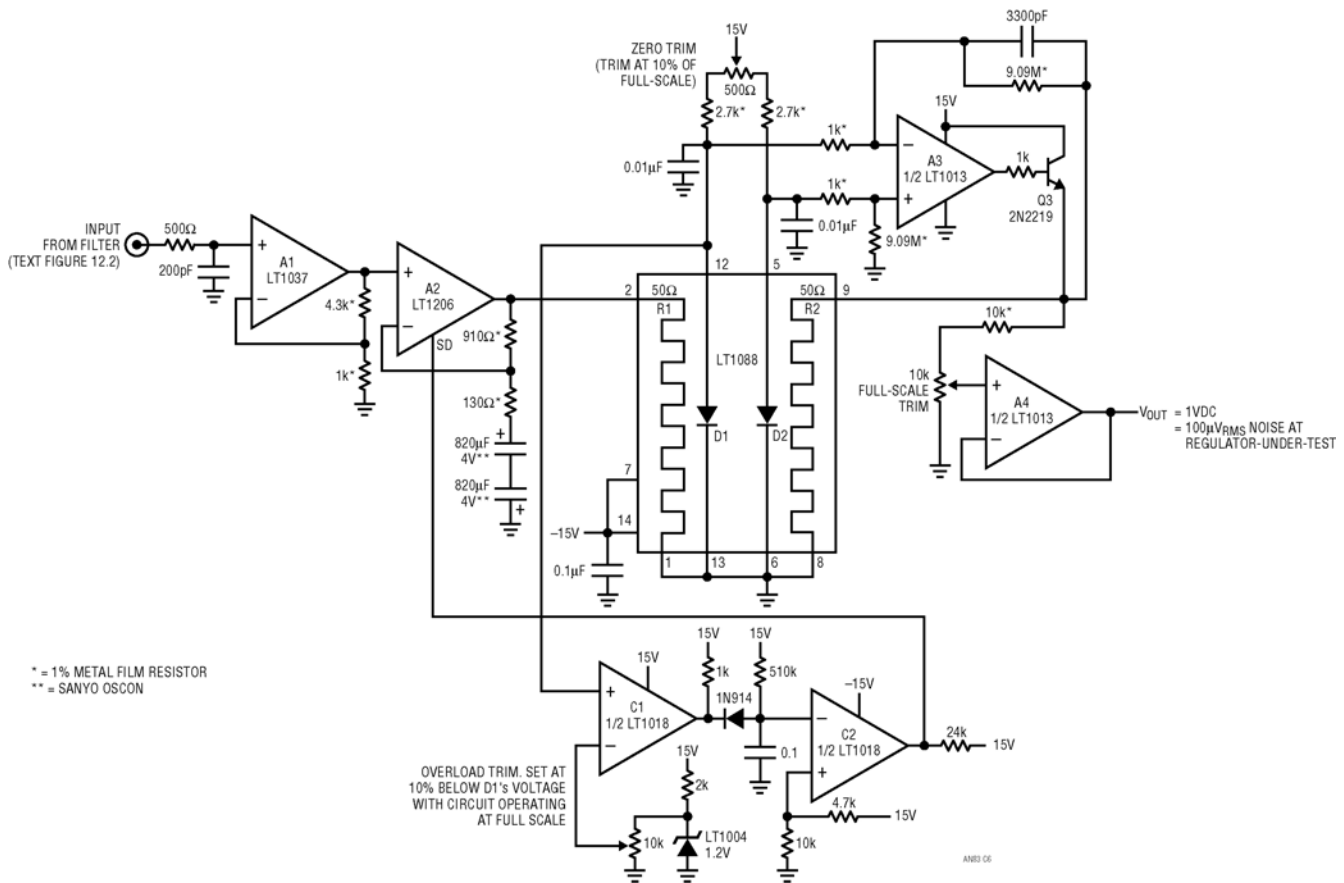 3300pF
15V
ZERO TRIM
(TRIM AT 10% OF
FULL-SCALE)
500Ω
9.09M*
2.7k*
2.7k*
15V
1k*
0.01µF
–
A3
1/2 LT1013
+
1k
Q3
2N2219
1k*
0.01µF
9.09M*
INPUT
FROM FILTER
(TEXT FIGURE 12.2)
500Ω
200pF
+
A1
LT1037
–
4.3k*
1k*
+
A2
LT1206
–
SD
910Ω*
130Ω*
+
820µF
4V**
820µF
4V**
+
12
5
2
50Ω
R1
50Ω
R2
9
LT1088
D1
D2
7
14
–15V
0.1µF
1
13
6
8
10k*
10k
FULL-SCALE
TRIM
+
A4
1/2 LT1013
–
VOUT = 1VDC
= 100µVRMS NOISE AT
REGULATOR-UNDER-TEST
* = 1% METAL FILM RESISTOR
** = SANYO OSCON
15V
+
C1
1/2 LT1018
–
15V
1k
15V
510k
1N914
0.1
–15V
–
C2
1/2 LT1018
+
24k
15V
OVERLOAD TRIM. SET AT
10% BELOW D1's VOLTAGE
WITH CIRCUIT OPERATING
AT FULL SCALE
15V
2k
10k
LT1004
1.2V
4.7k
15V
10k
AN83 C6